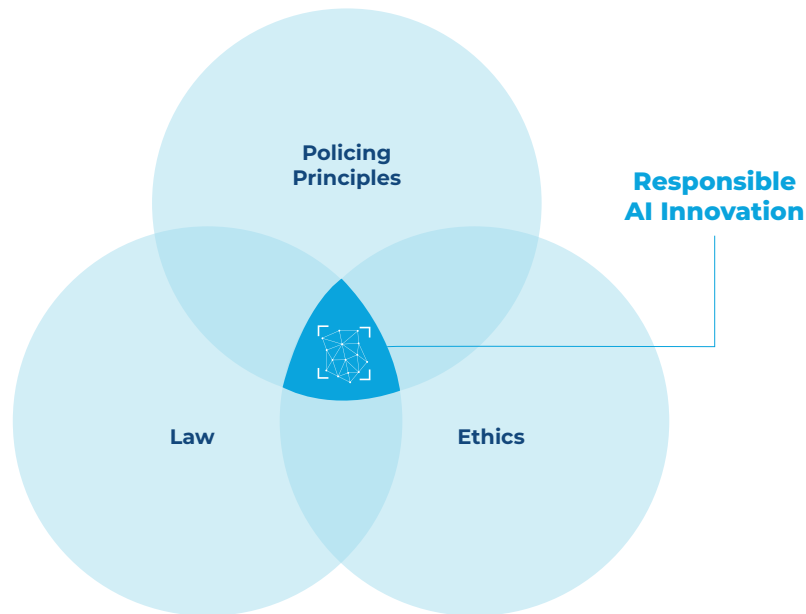 Policing
Principles
Responsible
AI Innovation
Law
Ethics